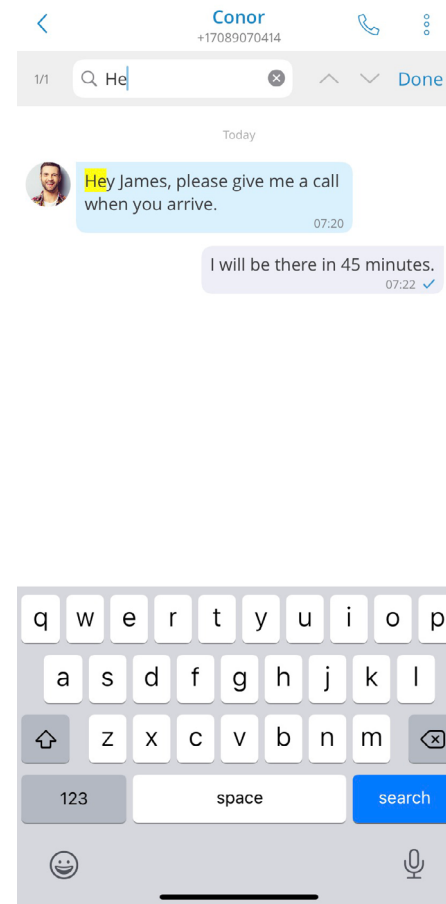 Conor
+17089070414
1/1 He Done
Today
Hey James, please give me a call
when you arrive.
07:20
I will be there in 45 minutes.
07:22
q w e r t y u i o p
a s d f g h j k l
z x c v b n m
123 space search